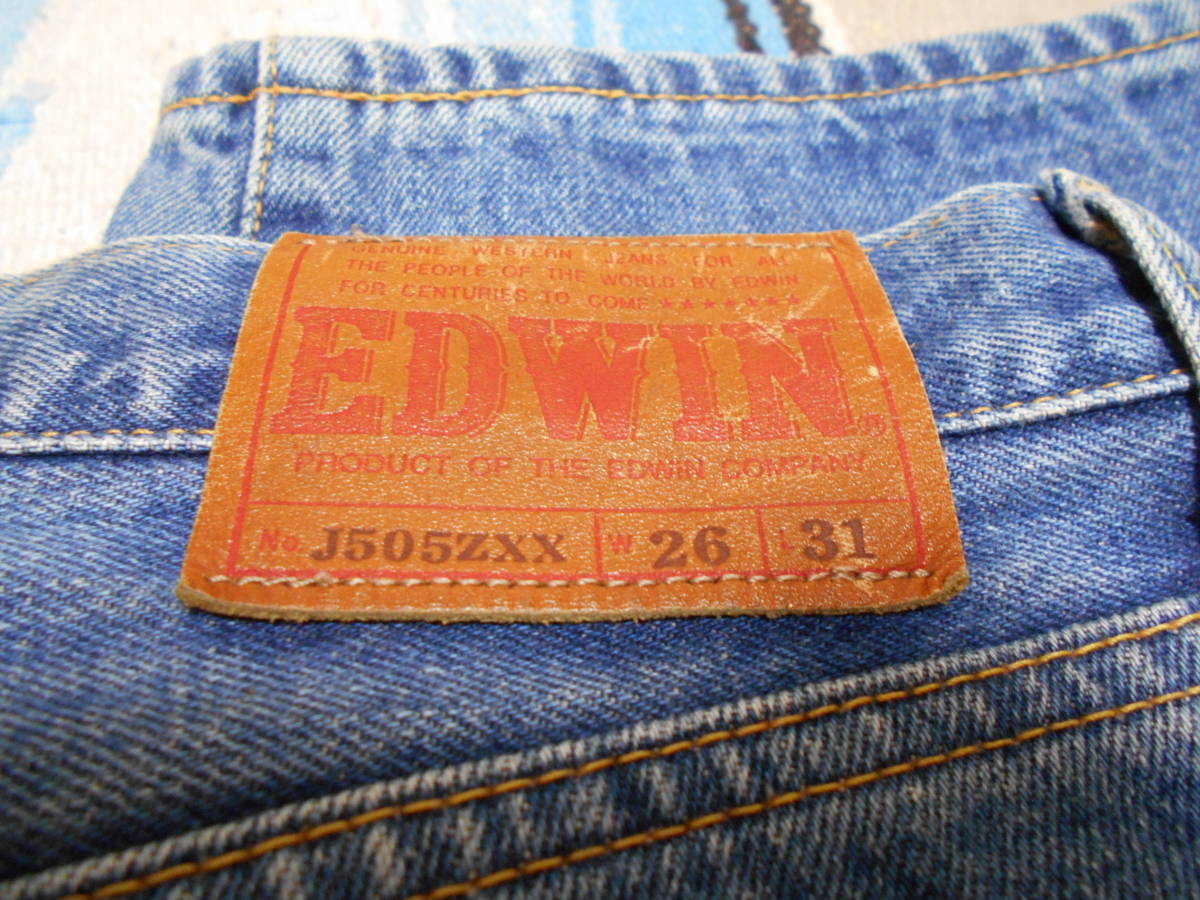 GENUINE WESTERN JEANS FOR ALL
THE PEOPLE OF THE WORLD BY EDWIN
FOR CENTURIES TO COME ★★★★★★★
EDWIN®
PRODUCT OF THE EDWIN COMPANY
No. J505ZXX W 26 L 31